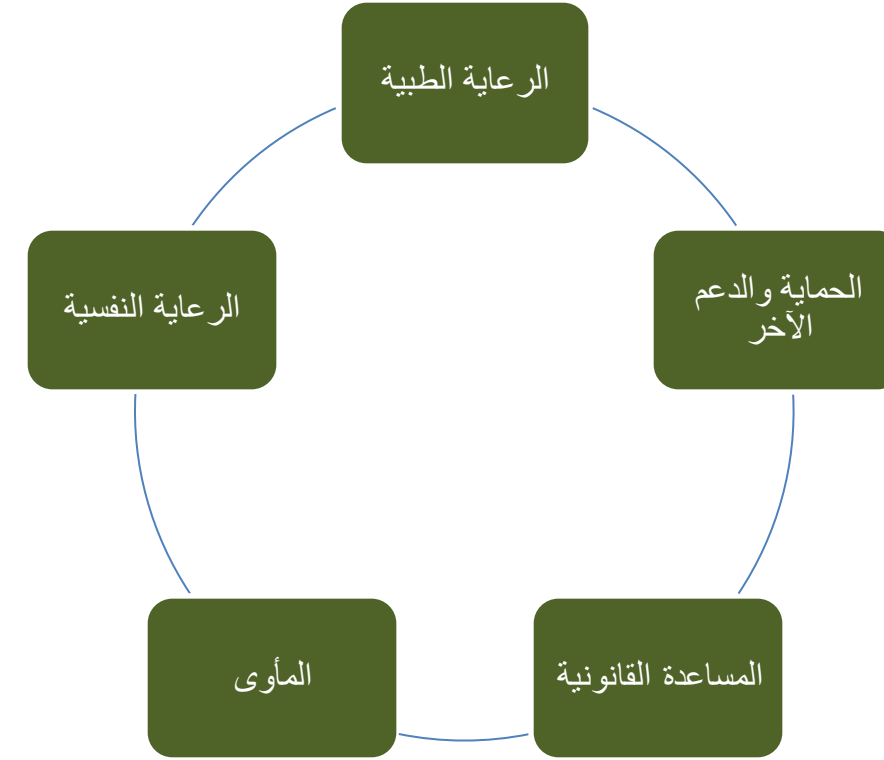 الرعاية الطبية
الحماية والدعم
الآخر
الرعاية النفسية
المساعدة القانونية
المأوى